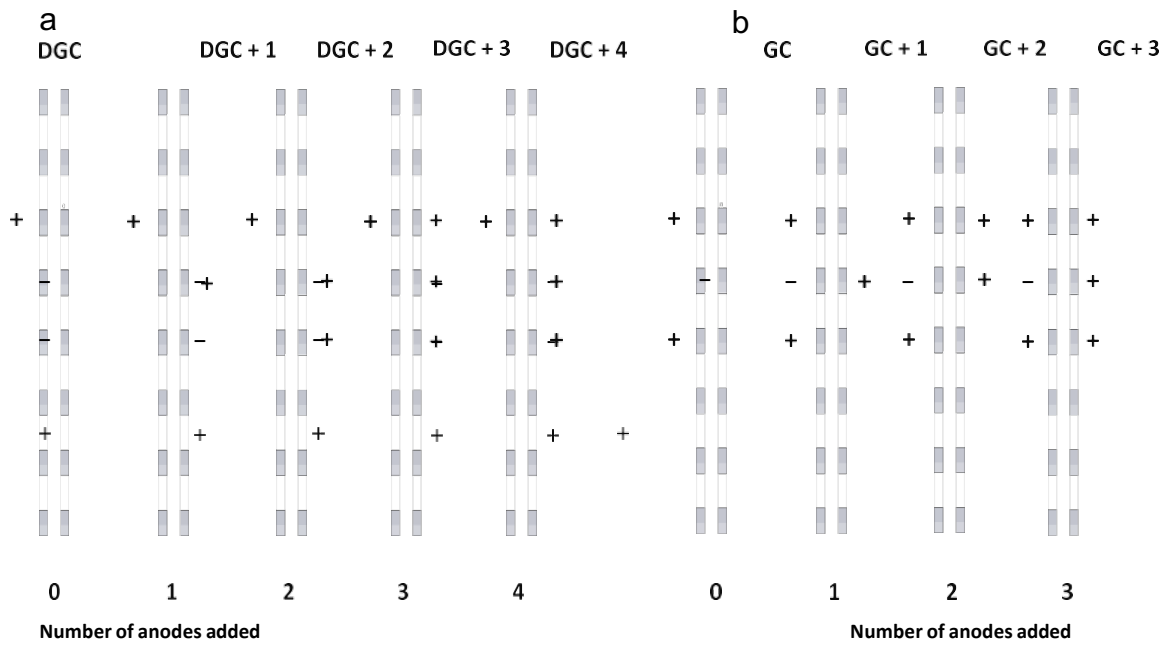 a
b
DGC DGC + 1 DGC + 2 DGC + 3 DGC + 4
GC GC + 1 GC + 2 GC + 3
+ + + + + + +
− −+ −+ ± −+
− − −+ ± −+
+ + + + + +
+ + + + + +
− − + − + − +
+ + + + +
0 1 2 3 4
Number of anodes added
0 1 2 3
Number of anodes added